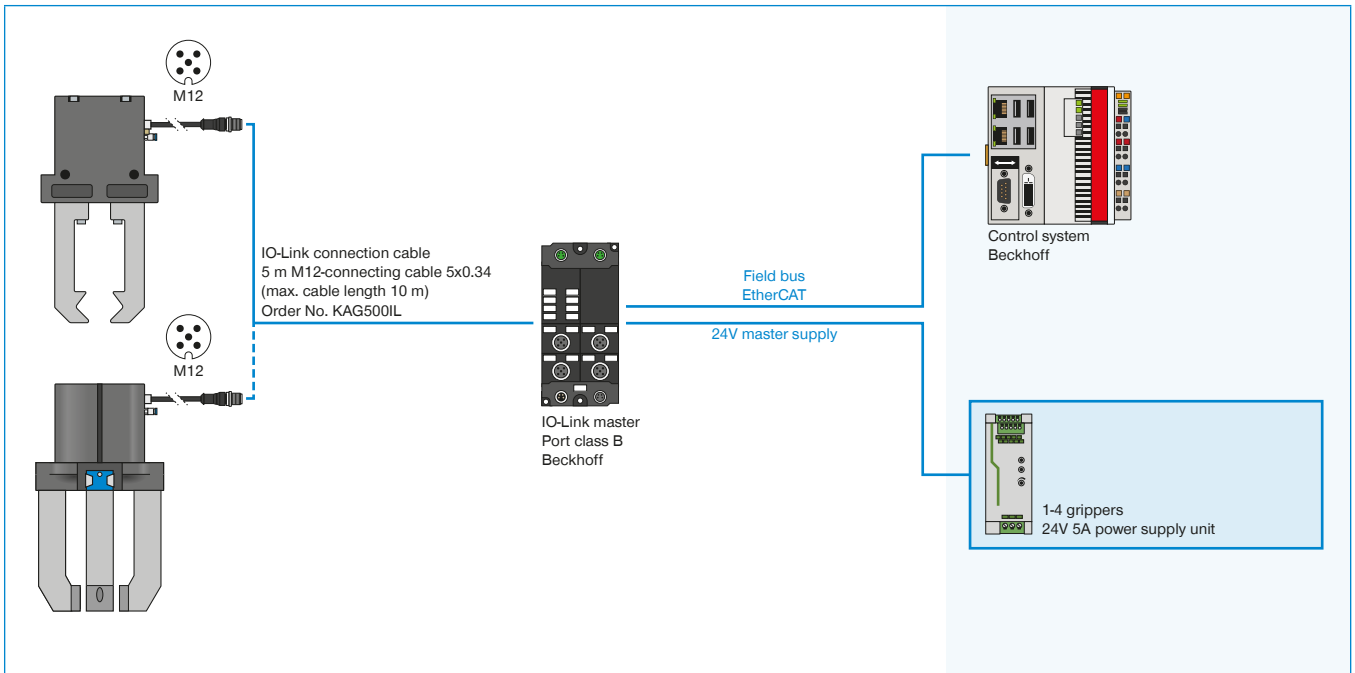 M12
IO-Link connection cable
5 m M12-connecting cable 5x0.34
(max. cable length 10 m)
Order No. KAG500IL
M12
IO-Link master
Port class B
Beckhoff
Field bus
EtherCAT
24V master supply
Control system
Beckhoff
1-4 grippers
24V 5A power supply unit